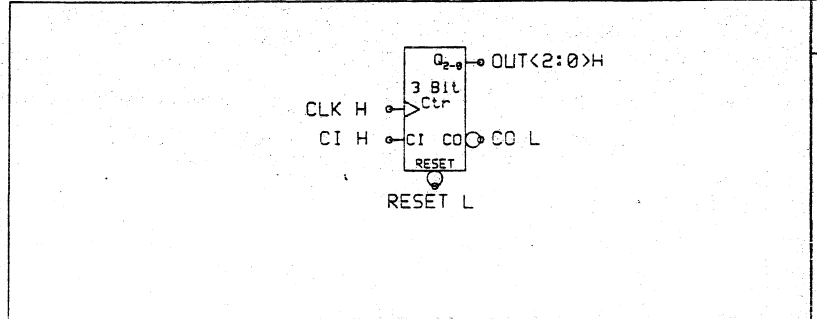 Q2-0 OUT<2:0>H
3 Bit
CLK H Ctr
CI H CI CO CO L
RESET
RESET L